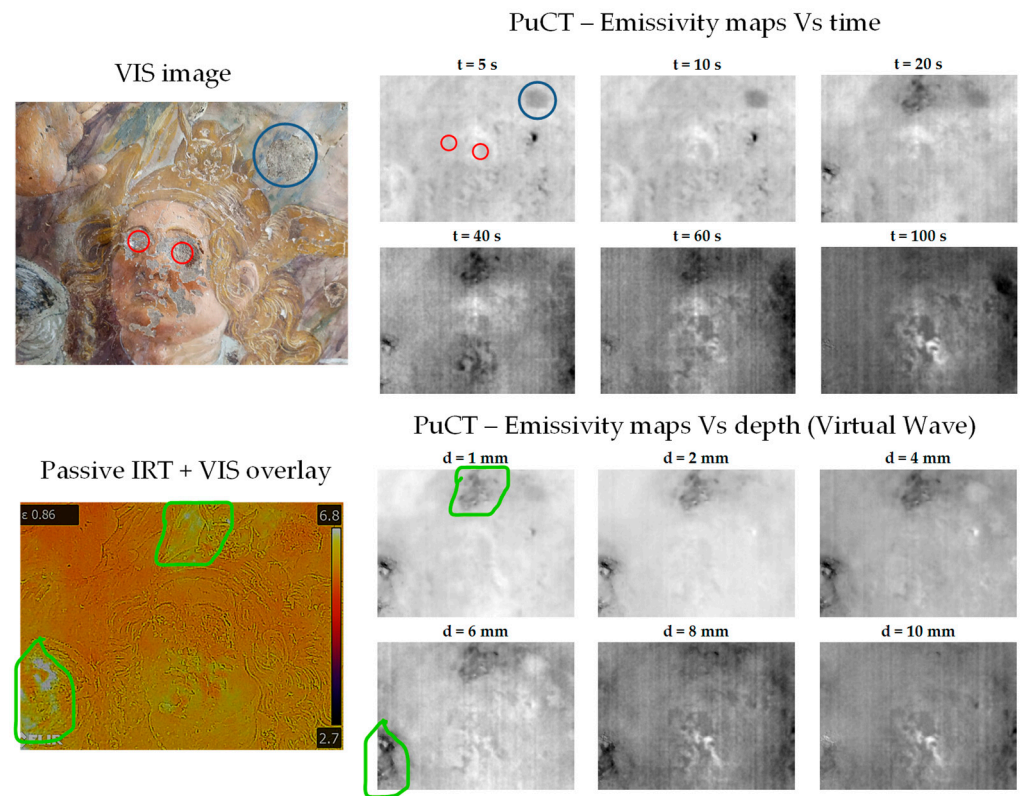 PuCT – Emissivity maps Vs time
VIS image
t = 5 s
t = 10 s
t = 20 s
t = 40 s
t = 60 s
t = 100 s
PuCT – Emissivity maps Vs depth (Virtual Wave)
Passive IRT + VIS overlay
d = 1 mm
d = 2 mm
d = 4 mm
ε 0.86
6.8
d = 6 mm
d = 8 mm
d = 10 mm
2.7